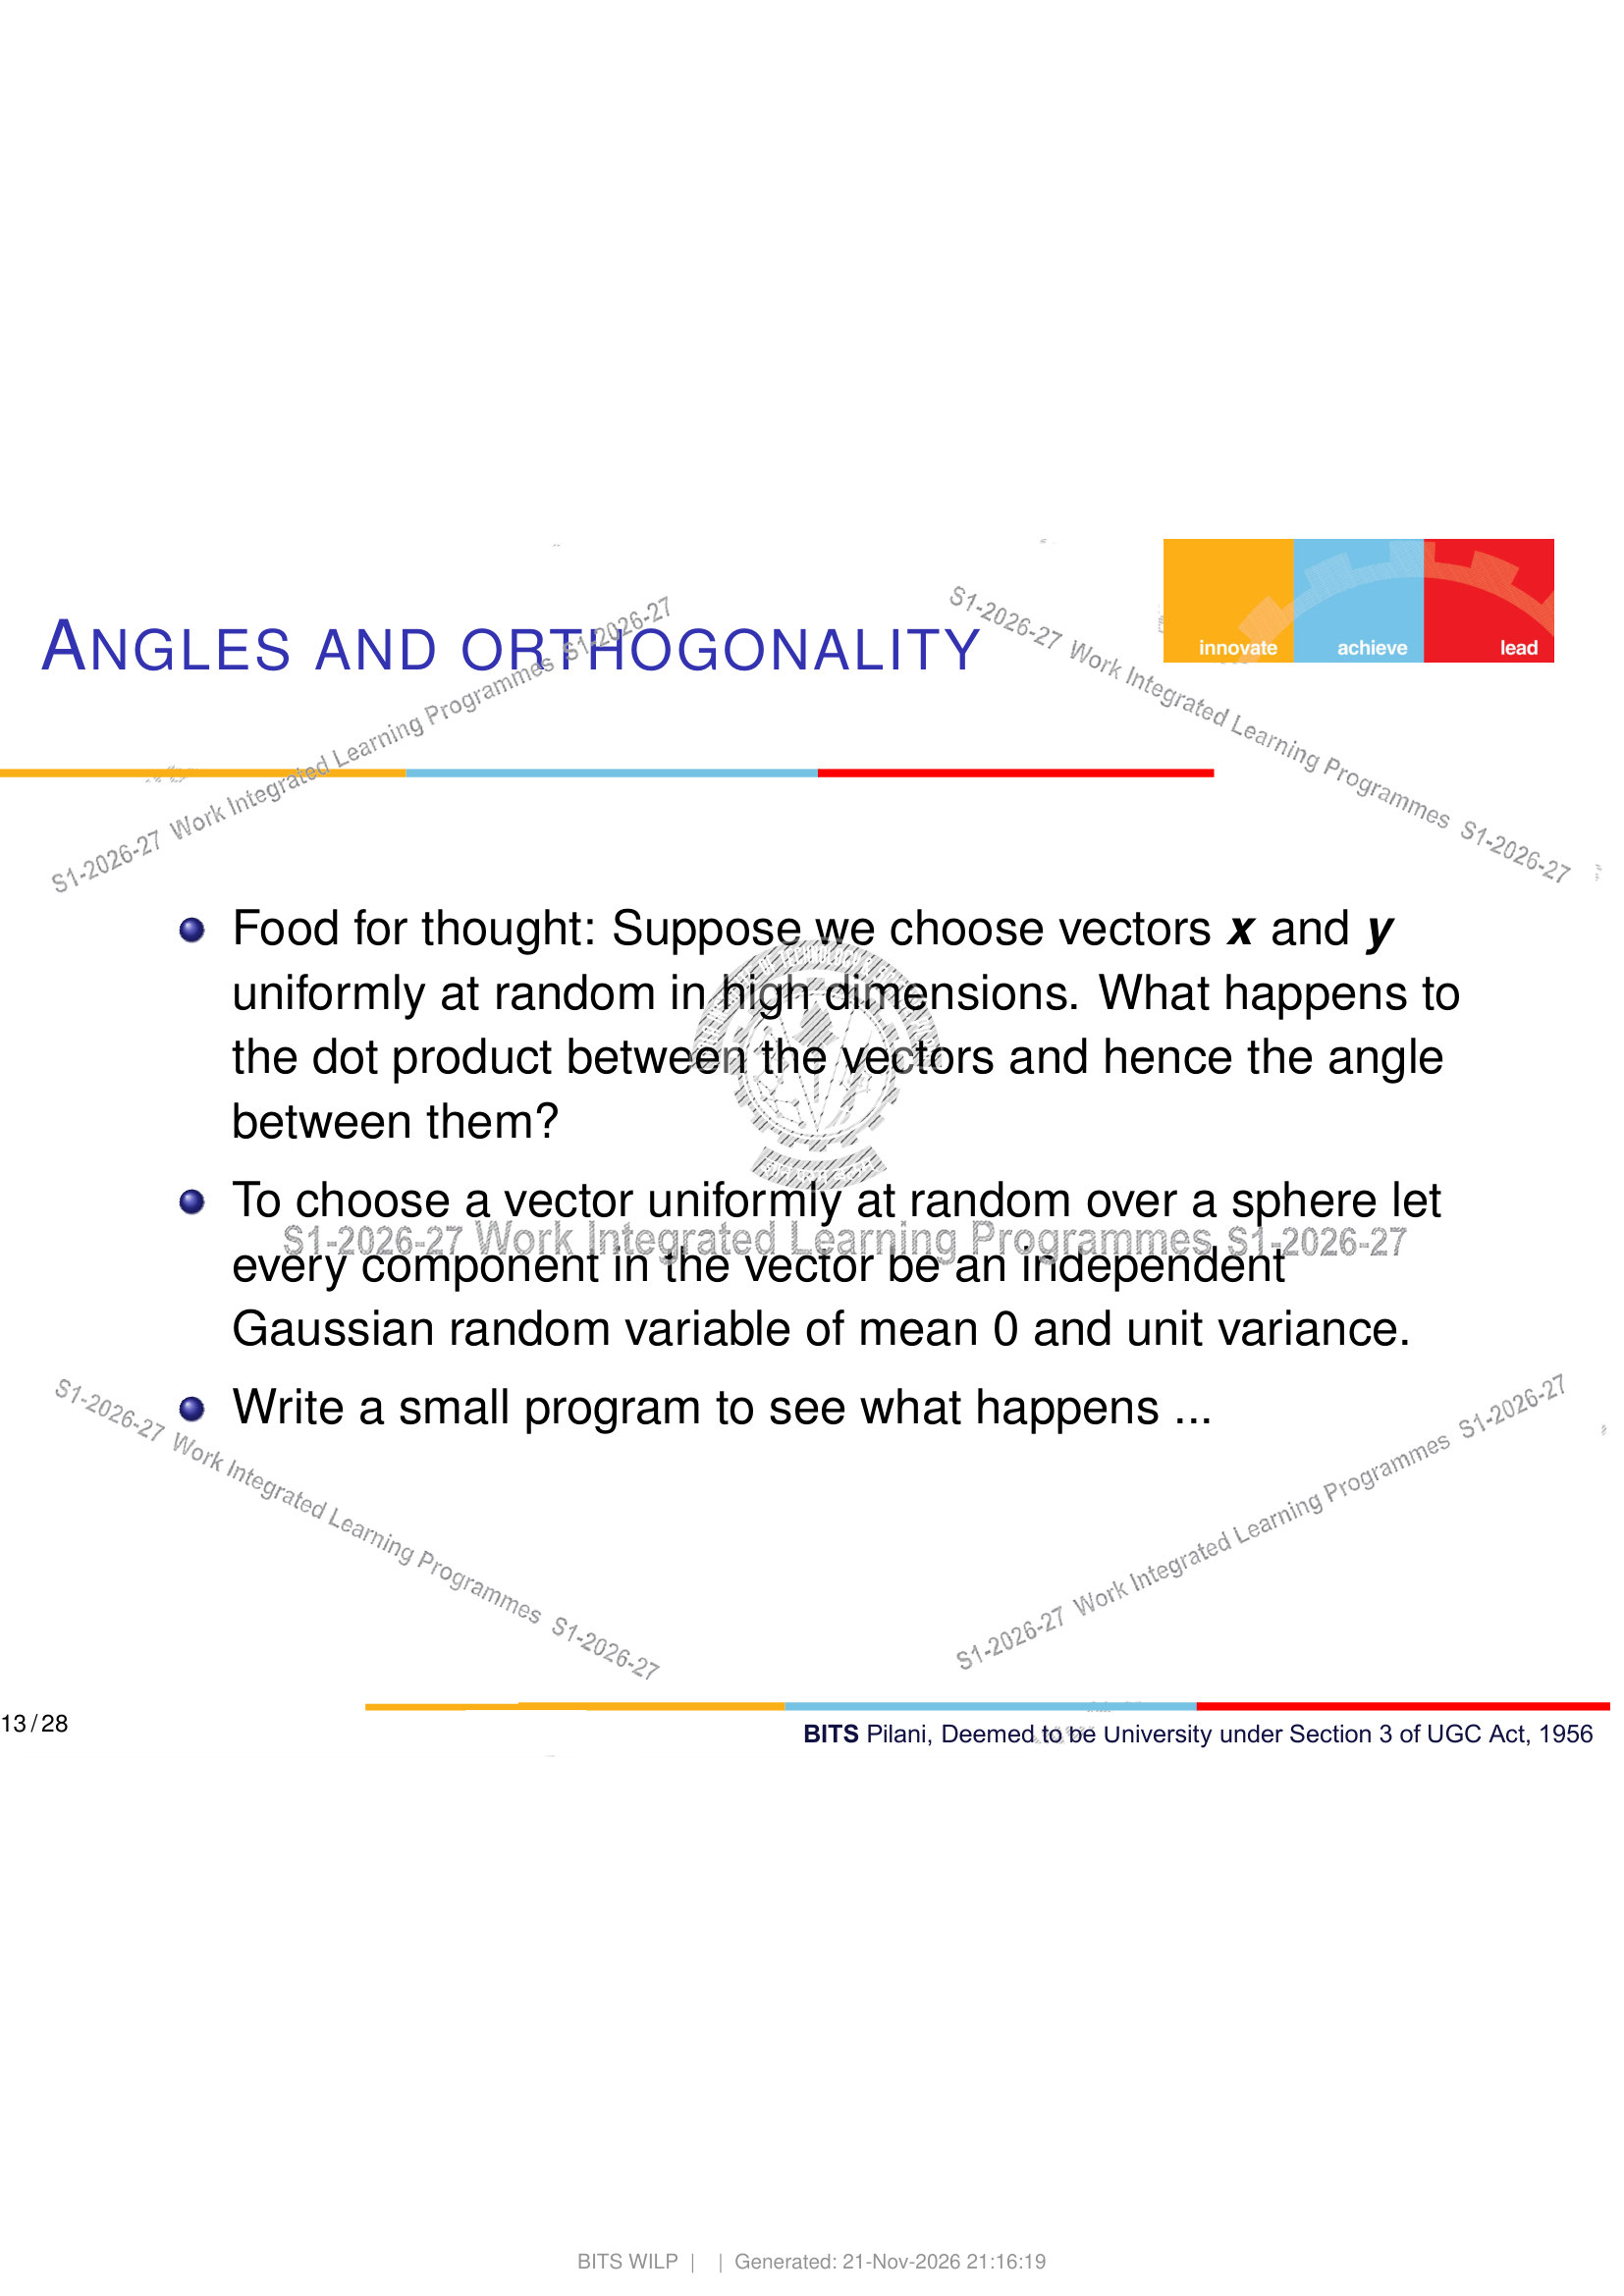 ANGLES AND ORTHOGONALITY
innovate achieve lead
S1-2026-27 Work Integrated Learning Programmes S1-2026-27
S1-2026-27 Work Integrated Learning Programmes S1-2026-27
Food for thought: Suppose we choose vectors x and y
uniformly at random in high dimensions. What happens to
the dot product between the vectors and hence the angle
between them?
To choose a vector uniformly at random over a sphere let
S1-2026-27 Work Integrated Learning Programmes S1-2026-27
every component in the vector be an independent
Gaussian random variable of mean 0 and unit variance.
Write a small program to see what happens ...
S1-2026-27 Work Integrated Learning Programmes S1-2026-27
S1-2026-27 Work Integrated Learning Programmes S1-2026-27
13 / 28
BITS Pilani, Deemed to be University under Section 3 of UGC Act, 1956
BITS WILP | | Generated: 21-Nov-2026 21:16:19